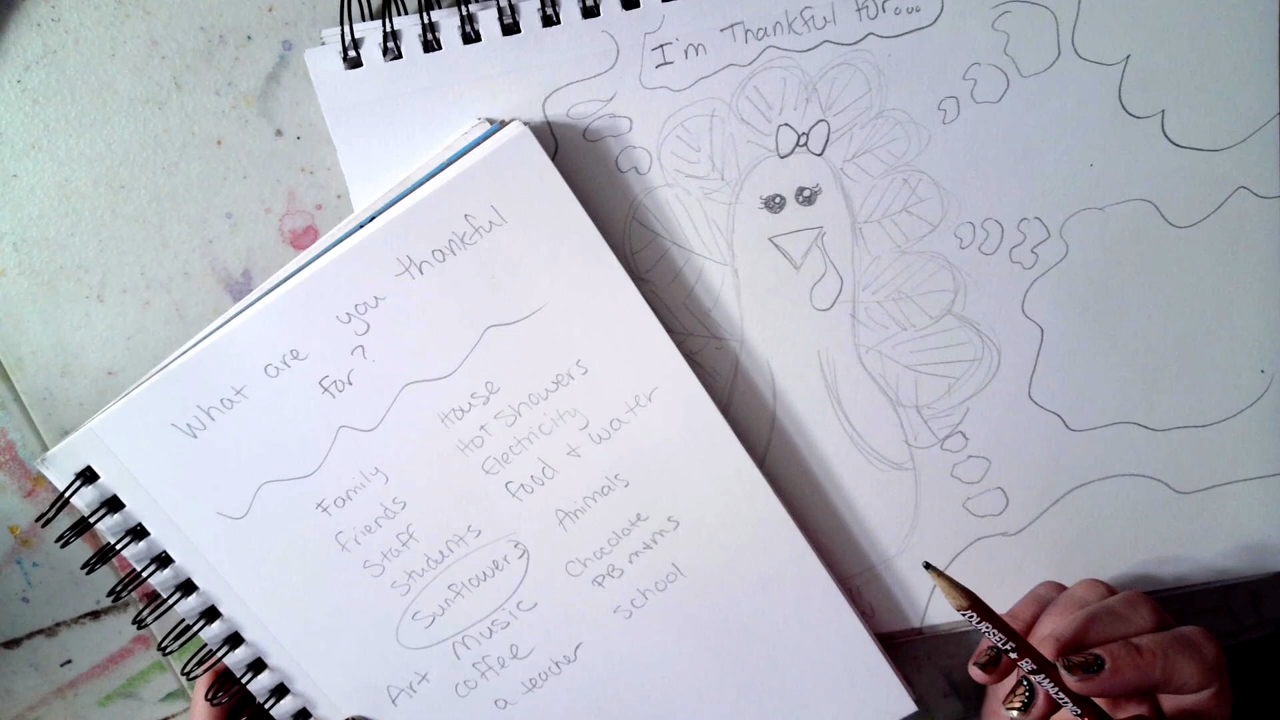 I'm Thankful for...
What are you thankful
for?
Family
friends
Staff
students
Sunflowers
Music
Art
coffee
a teacher
House
Hot Showers
Electricity
food + water
Animals
Chocolate
PB m+ms
school
YOURSELF ★ BE AMAZING